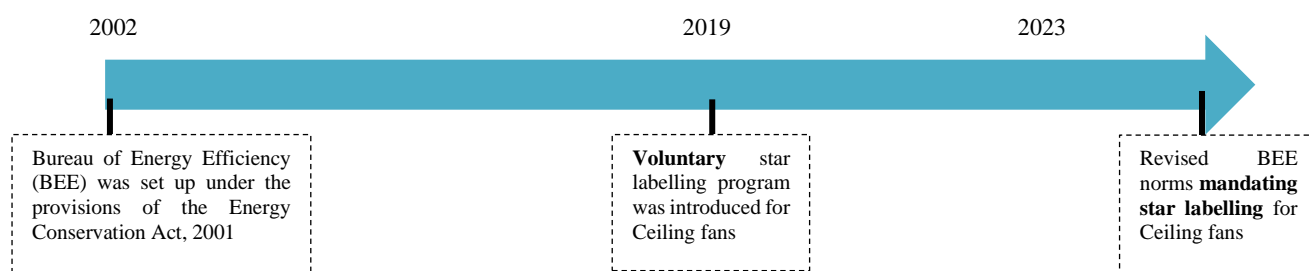 2002
2019
2023
Bureau of Energy Efficiency
(BEE) was set up under the
provisions of the Energy
Conservation Act, 2001
Voluntary star
labelling program
was introduced for
Ceiling fans
Revised BEE
norms mandating
star labelling for
Ceiling fans